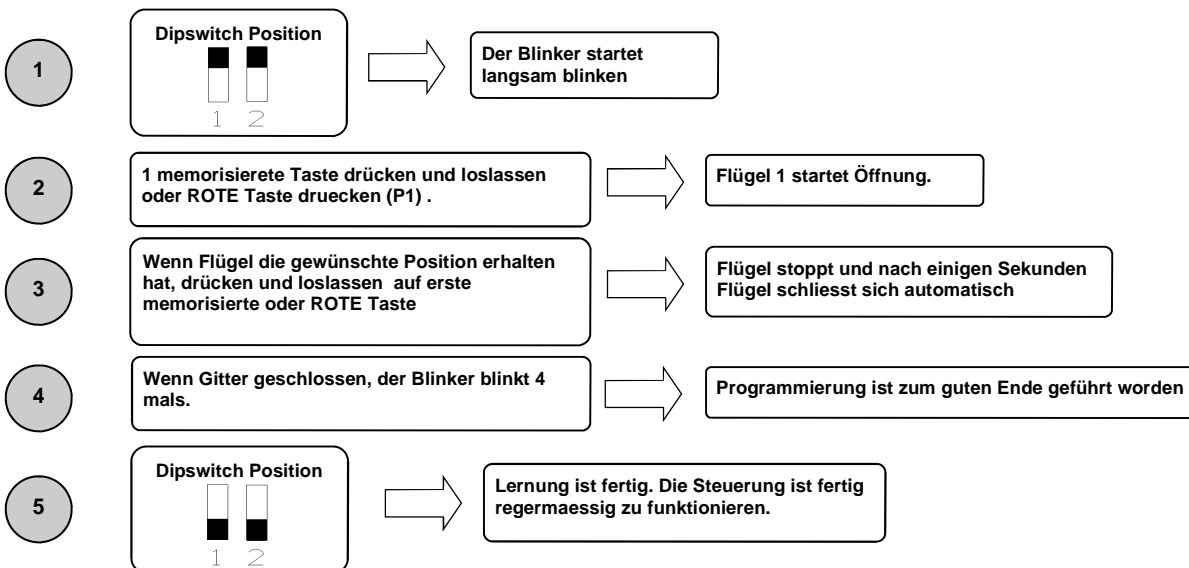 1
Dipswitch Position
1 2
Der Blinker startet
langsam blinken
2
1 memorisierete Taste drücken und loslassen
oder ROTE Taste druecken (P1) .
Flügel 1 startet Öffnung.
3
Wenn Flügel die gewünschte Position erhalten
hat, drücken und loslassen auf erste
memorisierte oder ROTE Taste
Flügel stoppt und nach einigen Sekunden
Flügel schliesst sich automatisch
4
Wenn Gitter geschlossen, der Blinker blinkt 4
mals.
Programmierung ist zum guten Ende geführt worden
5
Dipswitch Position
1 2
Lernung ist fertig. Die Steuerung ist fertig
regermaessig zu funktionieren.